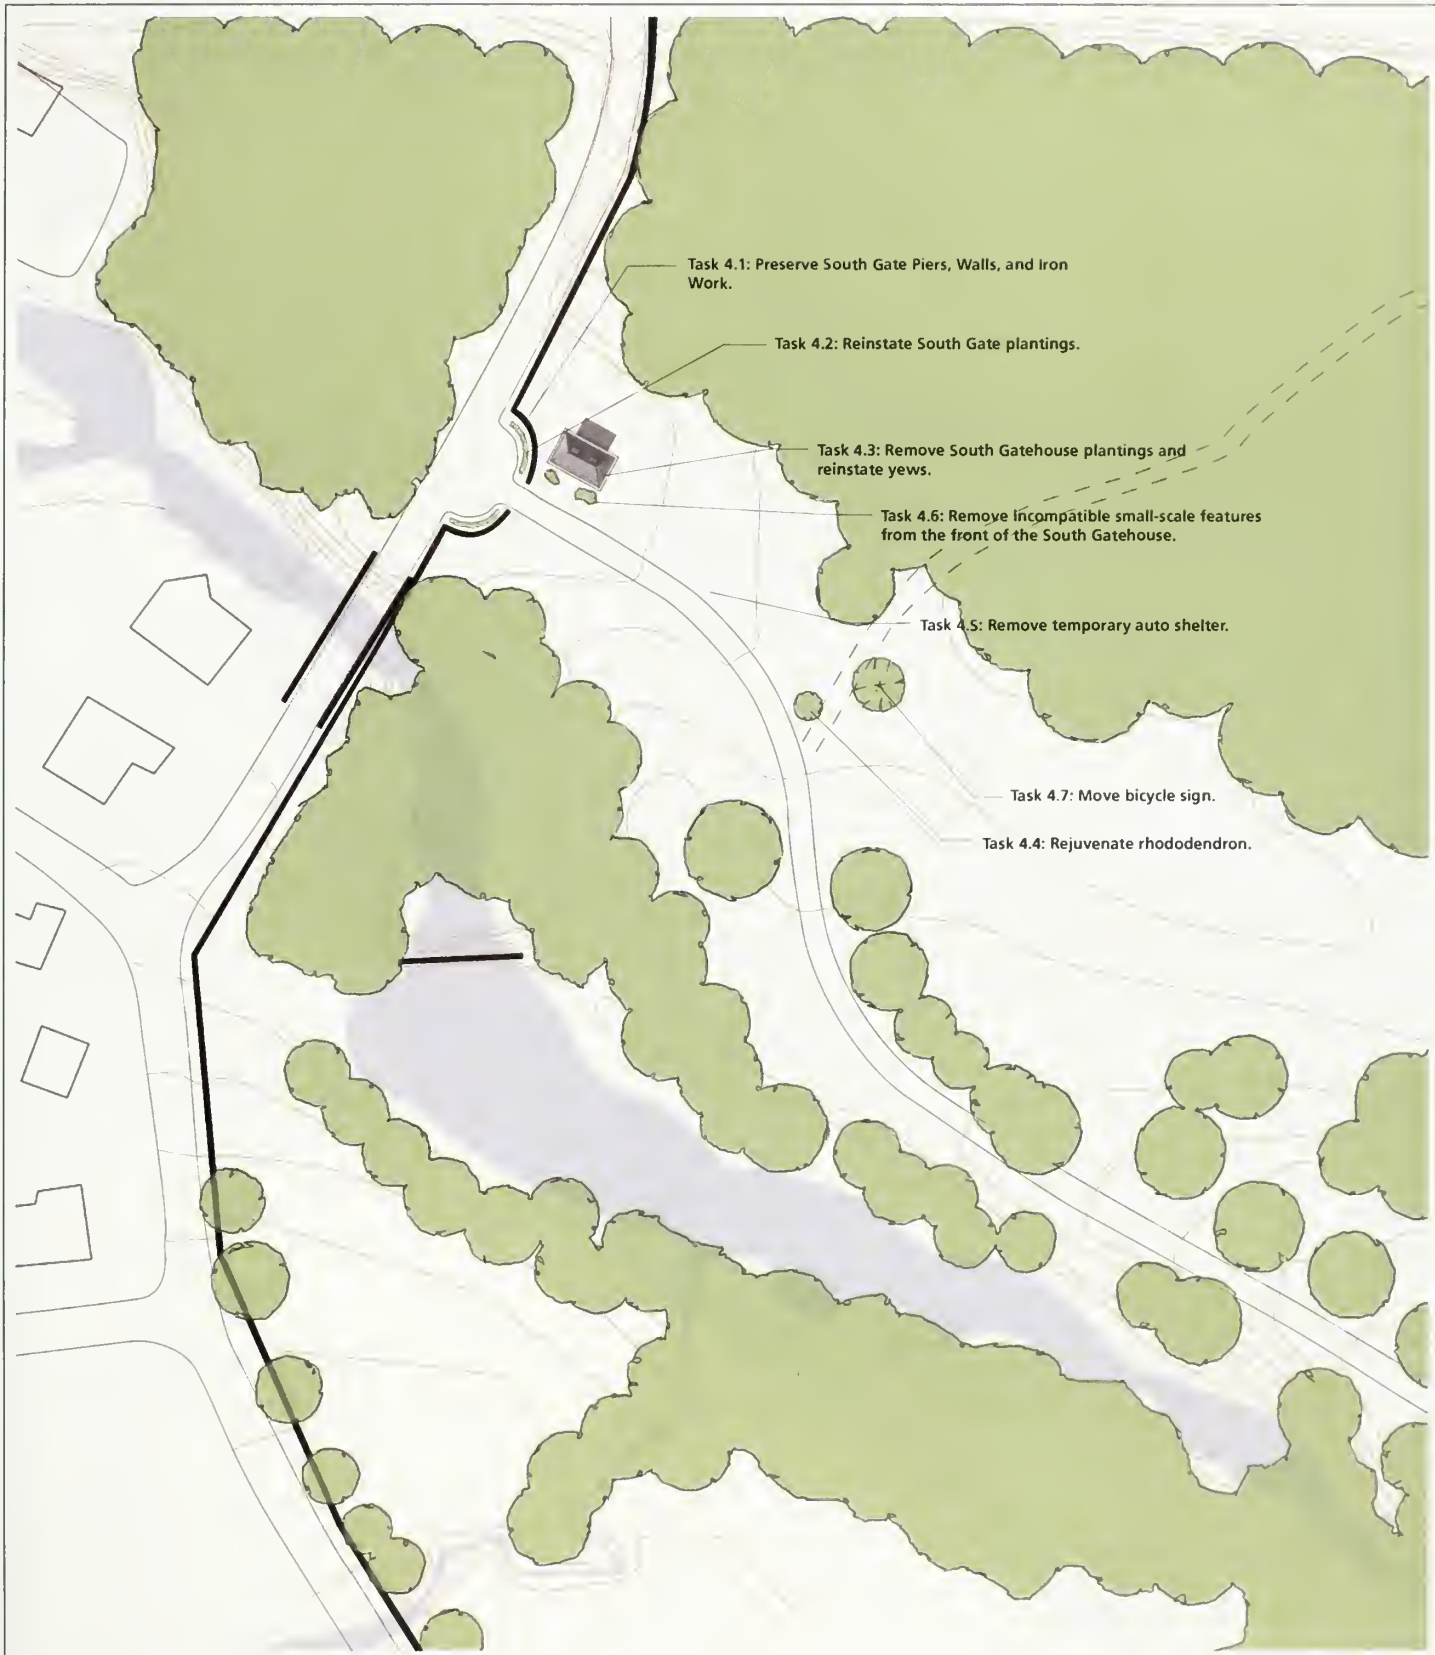 Task 4.1: Preserve South Gate Piers, Walls, and Iron
Work.
Task 4.2: Reinstate South Gate plantings.
Task 4.3: Remove South Gatehouse plantings and
reinstate yews.
Task 4.6: Remove incompatible small-scale features
from the front of the South Gatehouse.
Task 4.5: Remove temporary auto shelter.
Task 4.7: Move bicycle sign.
Task 4.4: Rejuvenate rhododendron.